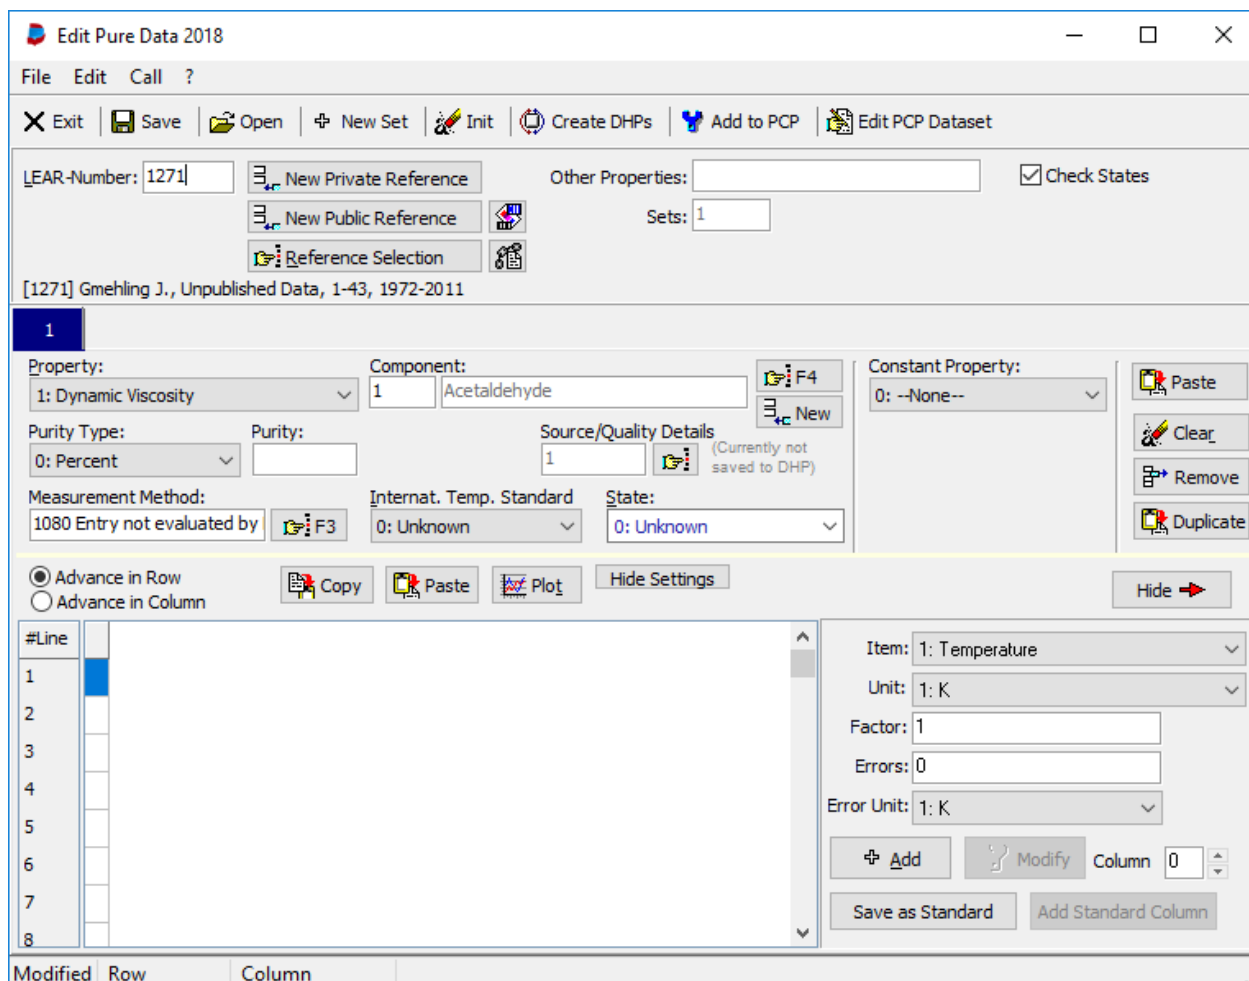 Edit Pure Data 2018
File Edit Call ?
Exit Save Open New Set Init Create DHPs Add to PCP Edit PCP Dataset
LEAR-Number: 1271 New Private Reference Other Properties: Check States
New Public Reference Sets: 1
Reference Selection
[1271] Gmehling J., Unpublished Data, 1-43, 1972-2011
1
Property: Component: Constant Property:
1: Dynamic Viscosity 1 Acetaldehyde F4 0: --None-- Paste
New
Purity Type: Purity: Source/Quality Details Clear
0: Percent 1 (Currently not saved to DHP)
Remove
Measurement Method: Internat. Temp. Standard State:
1080 Entry not evaluated by F3 0: Unknown 0: Unknown Duplicate
Advance in Row Copy Paste Plot Hide Settings Hide
Advance in Column
#Line
1
2
3
4
5
6
7
8
Item: 1: Temperature
Unit: 1: K
Factor: 1
Errors: 0
Error Unit: 1: K
Add Modify Column 0
Save as Standard Add Standard Column
Modified Row Column